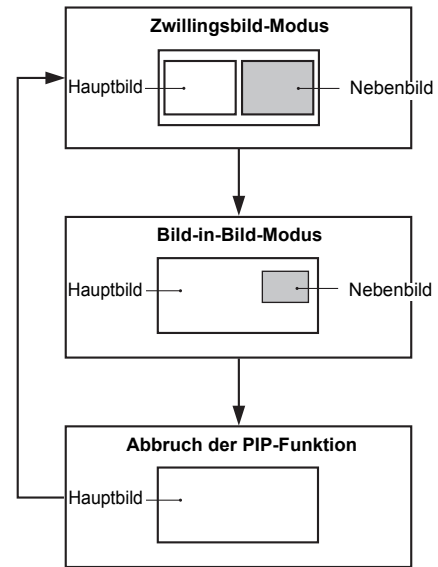 Zwillingsbild-Modus
Hauptbild
Nebenbild
Bild-in-Bild-Modus
Hauptbild
Nebenbild
Abbruch der PIP-Funktion
Hauptbild